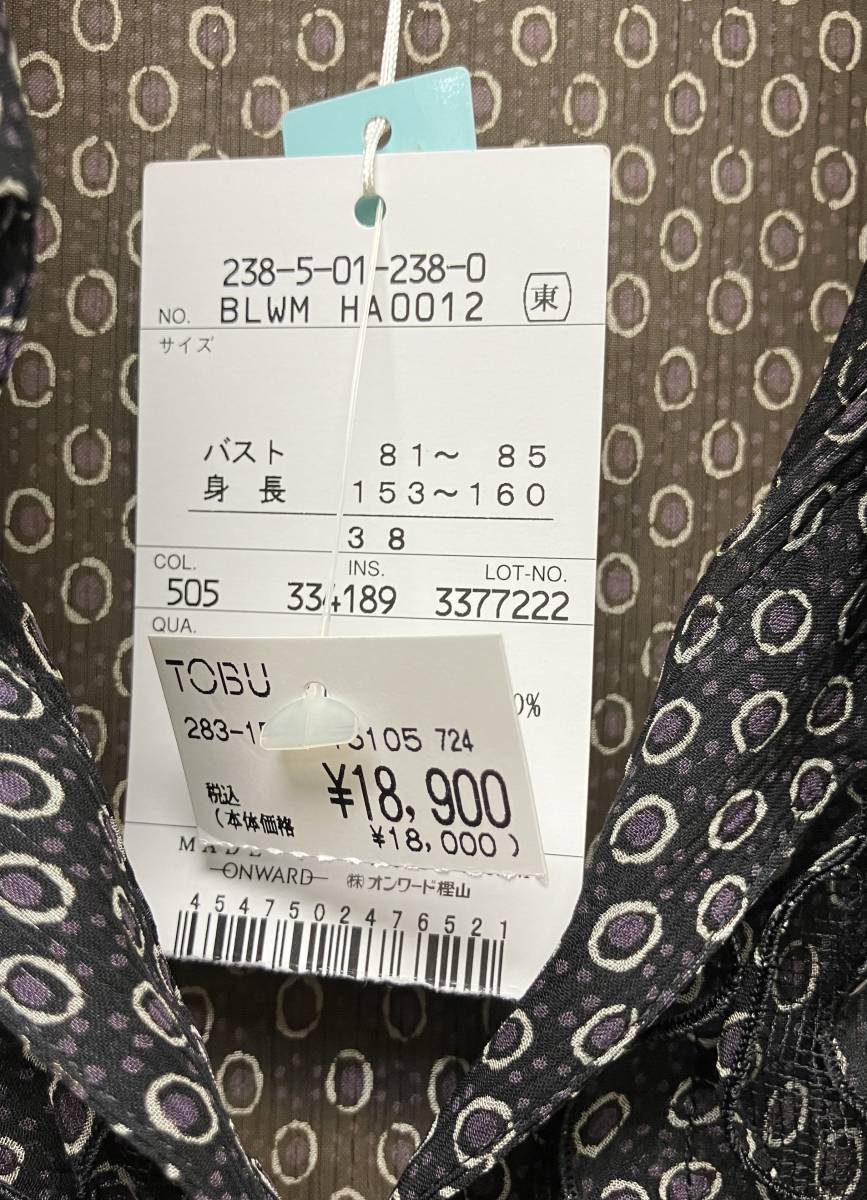 238-5-01-238-0
NO. BLWM HA0012 東
サイズ
バスト 81～ 85
身長 153～160
38
COL. INS. LOT-NO.
505 334189 3377222
QUA.
0%
TOBU
283-1 5105 724
税込 ¥18,900
(本体価格 ¥18,000)
MADE
ONWARD ㈱オンワード樫山
4547502476521